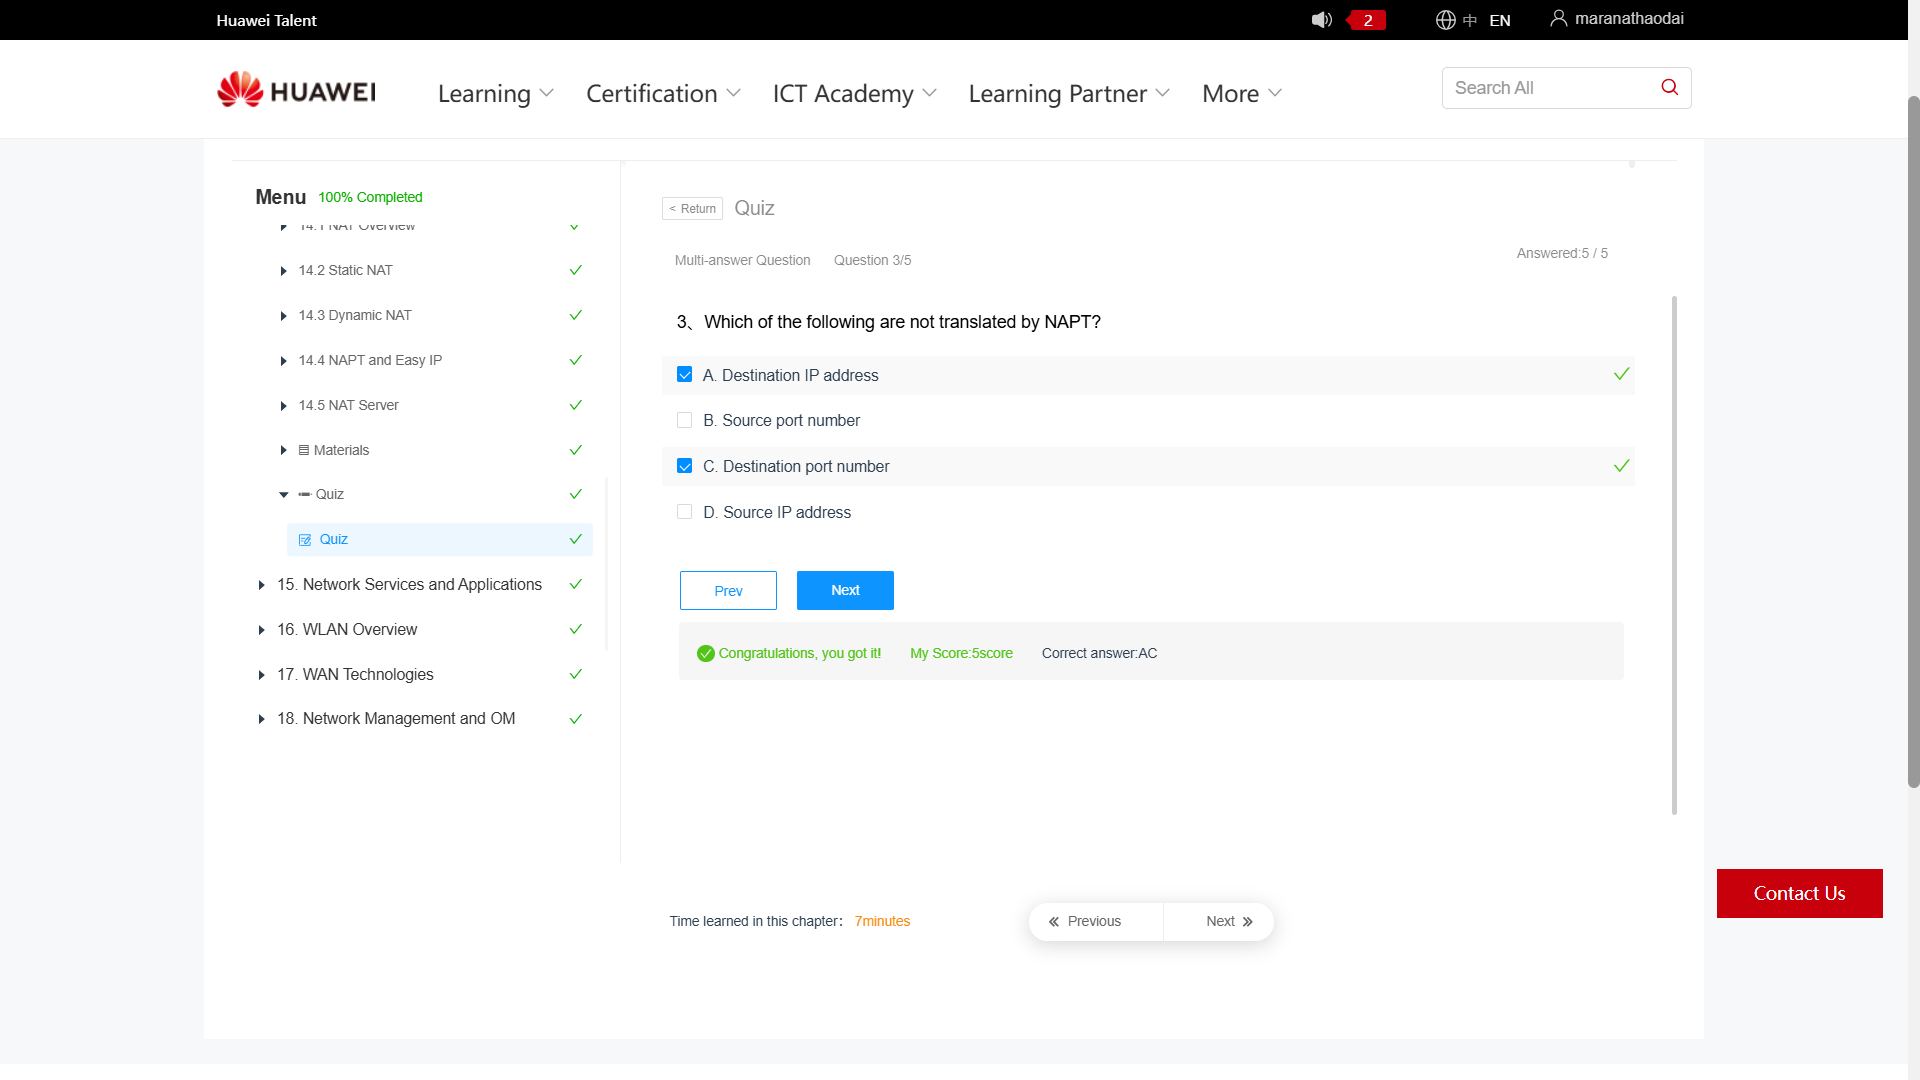 Huawei Talent
2
中 EN
maranathaodai
HUAWEI
Learning
Certification
ICT Academy
Learning Partner
More
Search All
Menu 100% Completed
14.1 NAT Overview
14.2 Static NAT
14.3 Dynamic NAT
14.4 NAPT and Easy IP
14.5 NAT Server
Materials
Quiz
Quiz
15. Network Services and Applications
16. WLAN Overview
17. WAN Technologies
18. Network Management and OM
< Return Quiz
Multi-answer Question Question 3/5
Answered:5 / 5
3、Which of the following are not translated by NAPT?
A. Destination IP address
B. Source port number
C. Destination port number
D. Source IP address
Prev Next
Congratulations, you got it! My Score:5score Correct answer:AC
Time learned in this chapter: 7minutes
« Previous Next »
Contact Us